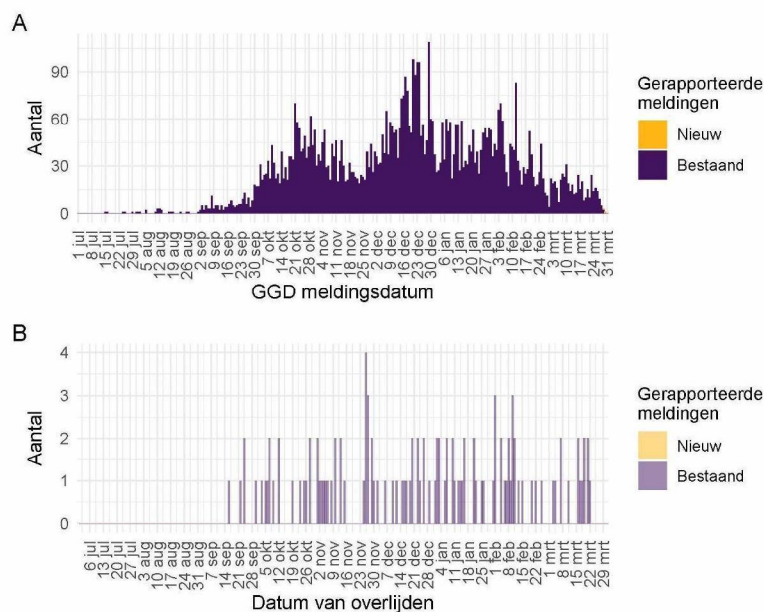 A
Aantal
90
60
30
0
1 jul
8 jul
15 jul
22 jul
29 jul
5 aug
12 aug
19 aug
26 aug
2 sep
9 sep
16 sep
23 sep
30 sep
7 okt
14 okt
21 okt
28 okt
4 nov
11 nov
18 nov
25 nov
2 dec
9 dec
16 dec
23 dec
30 dec
6 jan
13 jan
20 jan
27 jan
3 feb
10 feb
17 feb
24 feb
3 mrt
10 mrt
17 mrt
24 mrt
31 mrt
GGD meldingsdatum
Gerapporteerde
meldingen
Nieuw
Bestaand
B
Aantal
4
3
2
1
0
6 jul
13 jul
20 jul
27 jul
3 aug
10 aug
17 aug
24 aug
31 aug
7 sep
14 sep
21 sep
28 sep
5 okt
12 okt
19 okt
26 okt
2 nov
9 nov
16 nov
23 nov
30 nov
7 dec
14 dec
21 dec
28 dec
4 jan
11 jan
18 jan
25 jan
1 feb
8 feb
15 feb
22 feb
1 mrt
8 mrt
15 mrt
22 mrt
29 mrt
Datum van overlijden
Gerapporteerde
meldingen
Nieuw
Bestaand